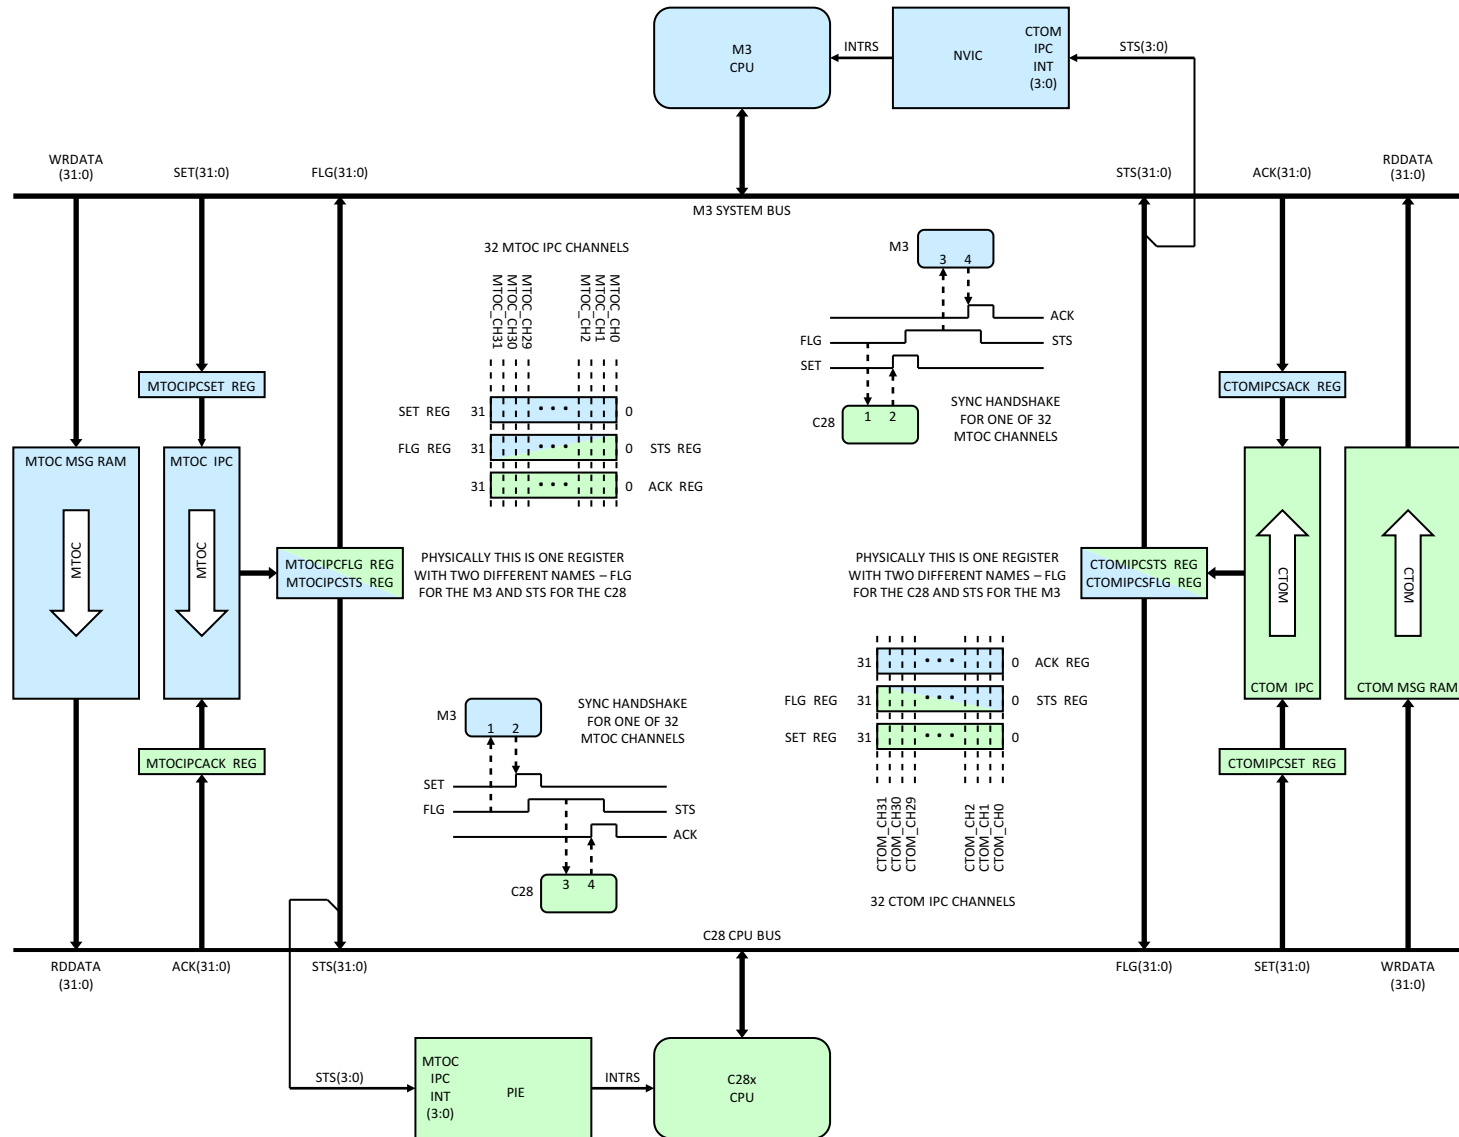 M3
CPU
INTRS
NVIC
CTOM
IPC
INT
(3:0)
STS(3:0)
WRDATA
(31:0)
SET(31:0)
FLG(31:0)
STS(31:0)
ACK(31:0)
RDDATA
(31:0)
M3 SYSTEM BUS
32 MTOC IPC CHANNELS
MTOC_CH31
MTOC_CH30
MTOC_CH29
MTOC_CH2
MTOC_CH1
MTOC_CH0
SET REG 31 • • • 0
FLG REG 31 • • • 0 STS REG
31 • • • 0 ACK REG
M3
3 4
ACK
FLG STS
SET
C28
1 2
SYNC HANDSHAKE
FOR ONE OF 32
MTOC CHANNELS
MTOCIPCSET REG
CTOMIPCSACK REG
MTOC MSG RAM
MTOC
MTOC IPC
MTOC
MTOCIPCFLG REG
MTOCIPCSTS REG
PHYSICALLY THIS IS ONE REGISTER
WITH TWO DIFFERENT NAMES – FLG
FOR THE M3 AND STS FOR THE C28
PHYSICALLY THIS IS ONE REGISTER
WITH TWO DIFFERENT NAMES – FLG
FOR THE C28 AND STS FOR THE M3
CTOMIPCSTS REG
CTOMIPCSFLG REG
CTOM
CTOM IPC
CTOM
CTOM MSG RAM
MTOCIPCACK REG
CTOMIPCSET REG
M3
1 2
SYNC HANDSHAKE
FOR ONE OF 32
MTOC CHANNELS
SET
FLG STS
ACK
C28
3 4
31 • • • 0 ACK REG
FLG REG 31 • • • 0 STS REG
SET REG 31 • • • 0
CTOM_CH31
CTOM_CH30
CTOM_CH29
CTOM_CH2
CTOM_CH1
CTOM_CH0
32 CTOM IPC CHANNELS
C28 CPU BUS
RDDATA
(31:0)
ACK(31:0)
STS(31:0)
FLG(31:0)
SET(31:0)
WRDATA
(31:0)
STS(3:0)
MTOC
IPC
INT
(3:0)
PIE
INTRS
C28x
CPU